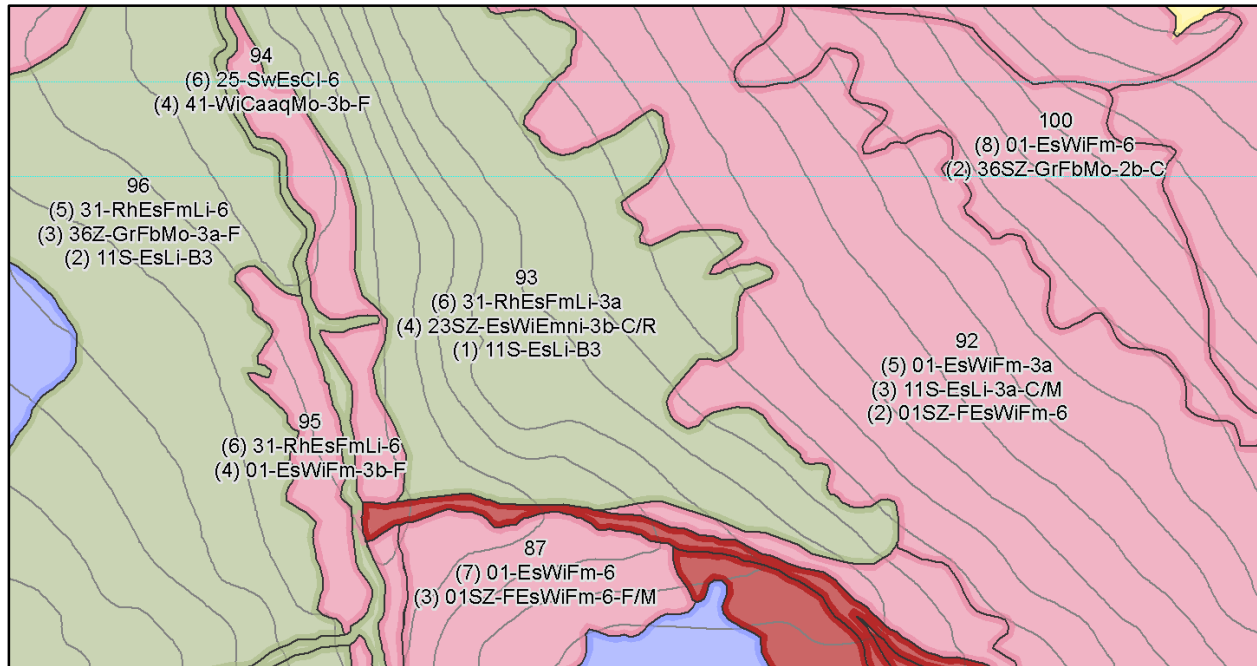 94
(6) 25-SwEsCl-6
(4) 41-WiCaaqMo-3b-F
100
(8) 01-EsWiFm-6
(2) 36SZ-GrFbMo-2b-C
96
(5) 31-RhEsFmLi-6
(3) 36Z-GrFbMo-3a-F
(2) 11S-EsLi-B3
93
(6) 31-RhEsFmLi-3a
(4) 23SZ-EsWiEmni-3b-C/R
(1) 11S-EsLi-B3
92
(5) 01-EsWiFm-3a
(3) 11S-EsLi-3a-C/M
(2) 01SZ-FEsWiFm-6
95
(6) 31-RhEsFmLi-6
(4) 01-EsWiFm-3b-F
87
(7) 01-EsWiFm-6
(3) 01SZ-FEsWiFm-6-F/M